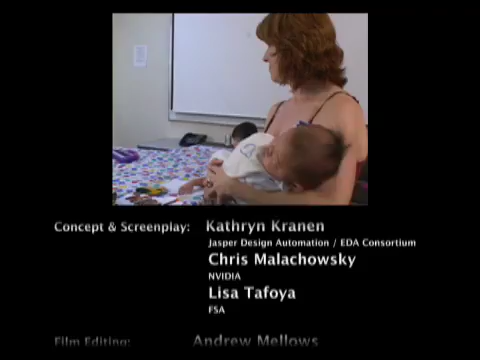 Concept & Screenplay: Kathryn Kranen
Jasper Design Automation / EDA Consortium
Chris Malachowsky
NVIDIA
Lisa Tafoya
FSA
Film Editing: Andrew Mellows